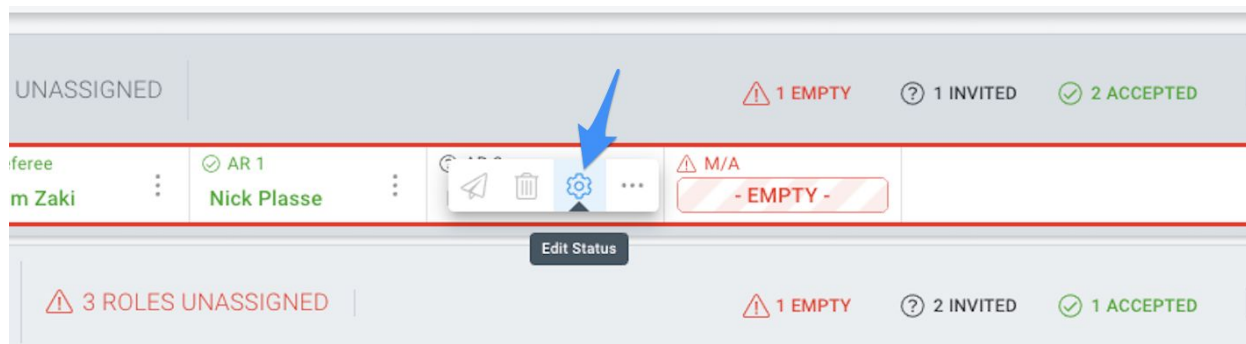 UNASSIGNED
1 EMPTY
1 INVITED
2 ACCEPTED
feree
m Zaki
AR 1
Nick Plasse
M/A
- EMPTY -
Edit Status
3 ROLES UNASSIGNED
1 EMPTY
2 INVITED
1 ACCEPTED